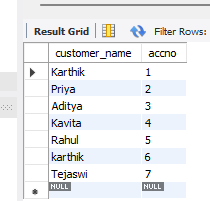 Result Grid Filter Rows:
customer_name accno
Karthik 1
Priya 2
Aditya 3
Kavita 4
Rahul 5
karthik 6
Tejaswi 7
NULL NULL